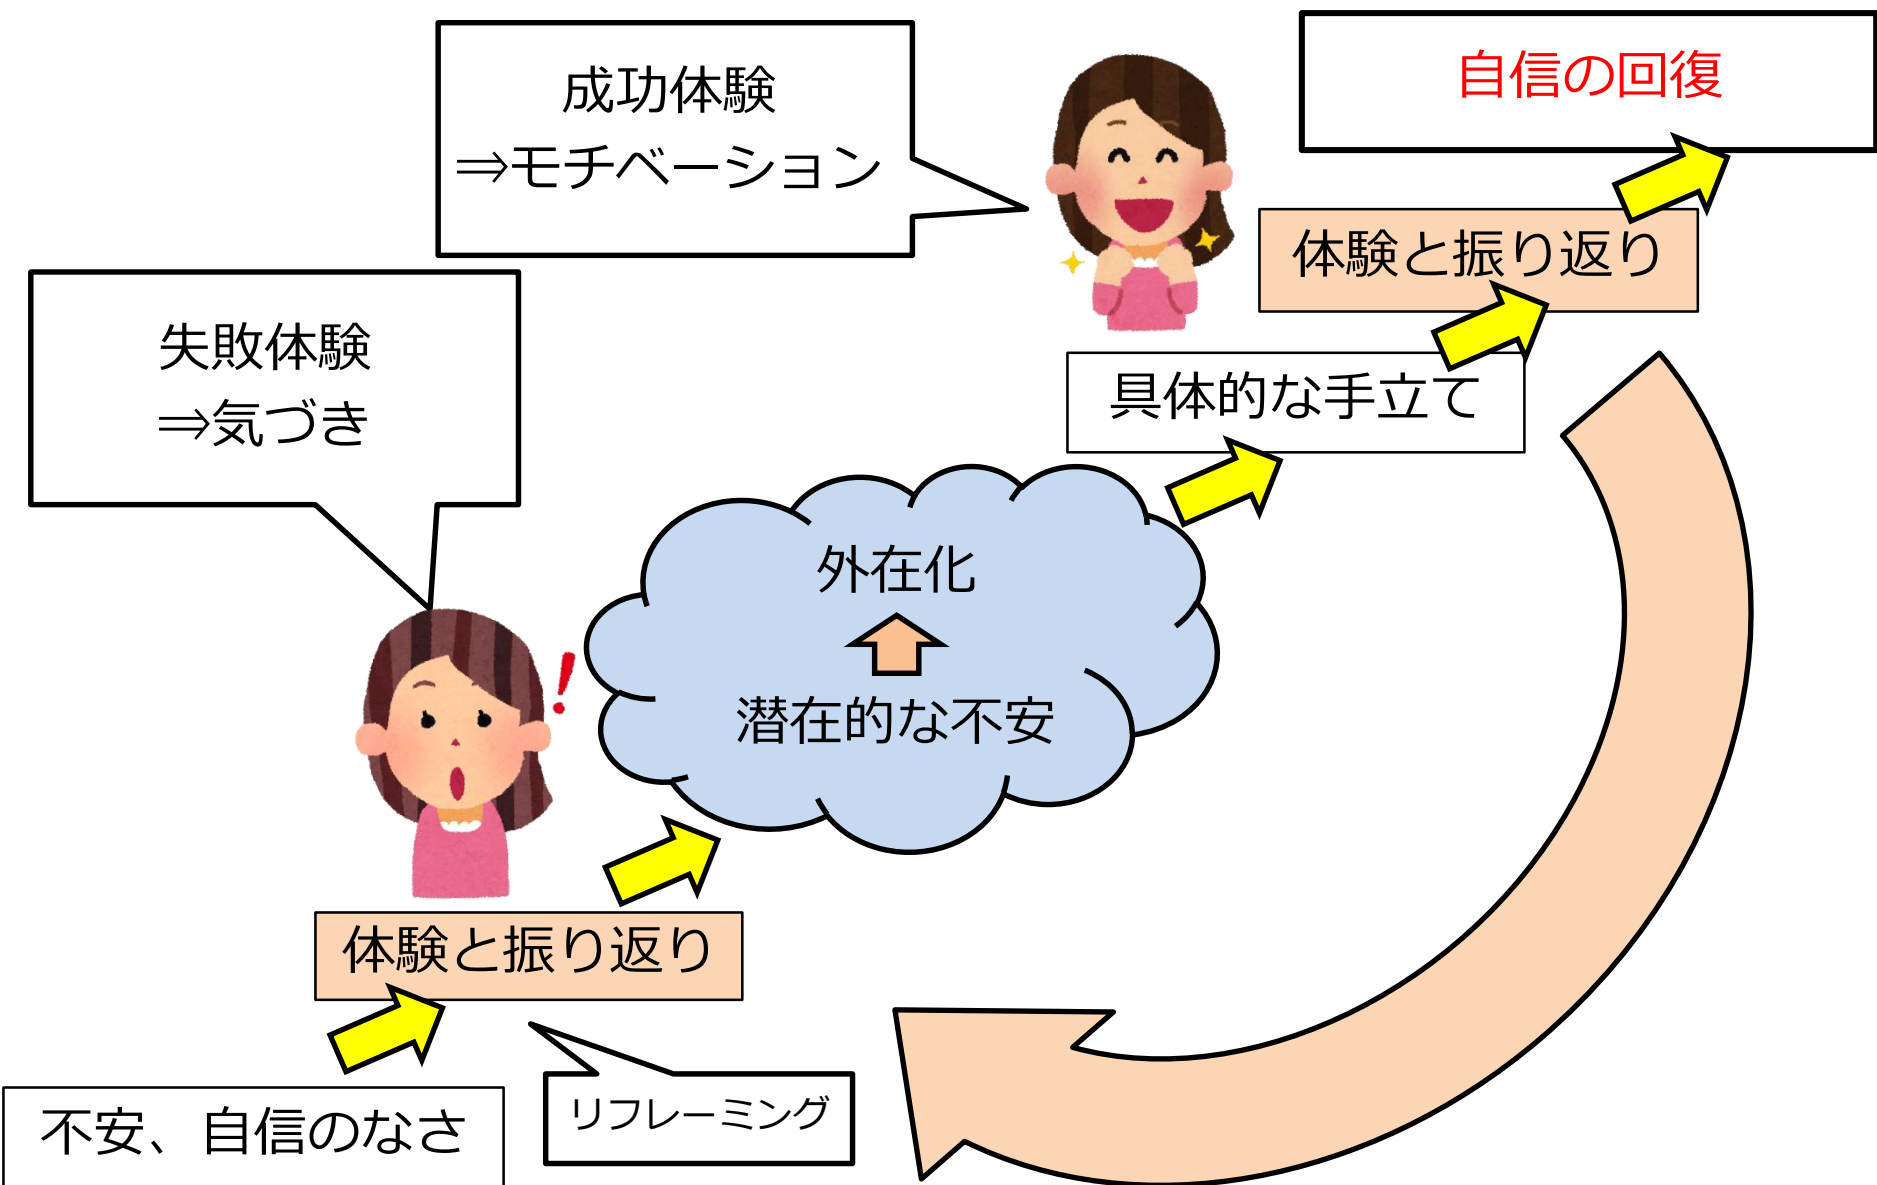 成功体験
⇒モチベーション
自信の回復
体験と振り返り
失敗体験
⇒気づき
具体的な手立て
外在化
潜在的な不安
体験と振り返り
リフレーミング
不安、自信のなさ